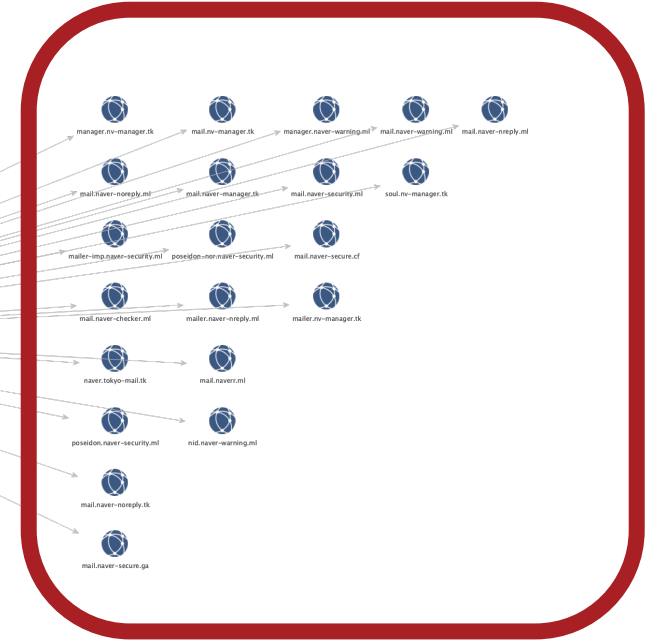 manager.nv-manager.tk
mail.nv-manager.tk
manager.naver-warning.ml
mail.naver-warning.ml
mail.naver-nreply.ml
mail.naver-noreply.ml
mail.naver-manager.tk
mail.naver-security.ml
soul.nv-manager.tk
mailer-imp.naver-security.ml
poseidon-nor.naver-security.ml
mail.naver-secure.cf
mail.naver-checker.ml
mailer.naver-nreply.ml
mailer.nv-manager.tk
naver.tokyo-mail.tk
mail.naverr.ml
poseidon.naver-security.ml
nid.naver-warning.ml
mail.naver-noreply.tk
mail.naver-secure.ga